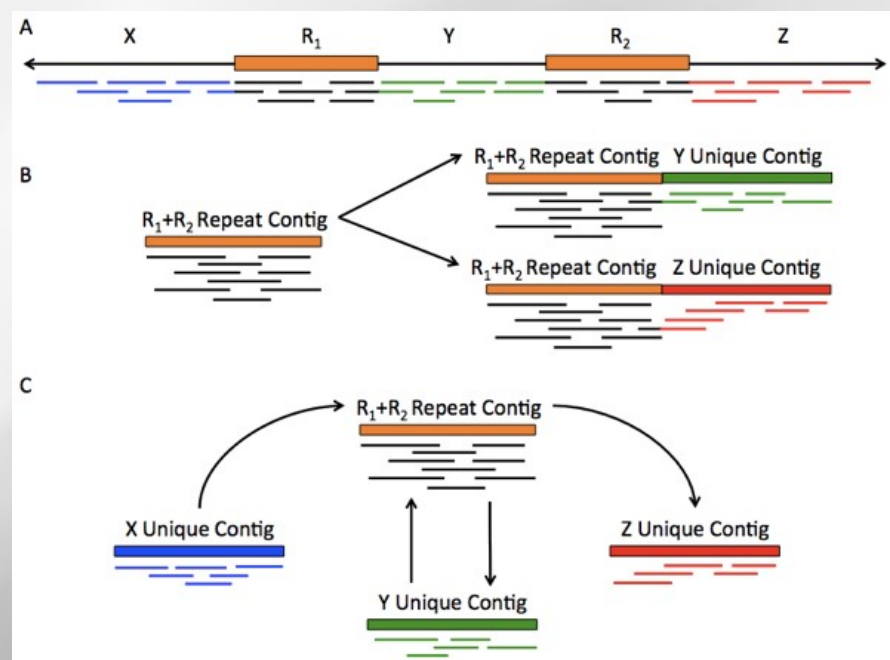 A
X R₁ Y R₂ Z
B
R₁+R₂ Repeat Contig Y Unique Contig
R₁+R₂ Repeat Contig
R₁+R₂ Repeat Contig Z Unique Contig
C
R₁+R₂ Repeat Contig
X Unique Contig Z Unique Contig
Y Unique Contig